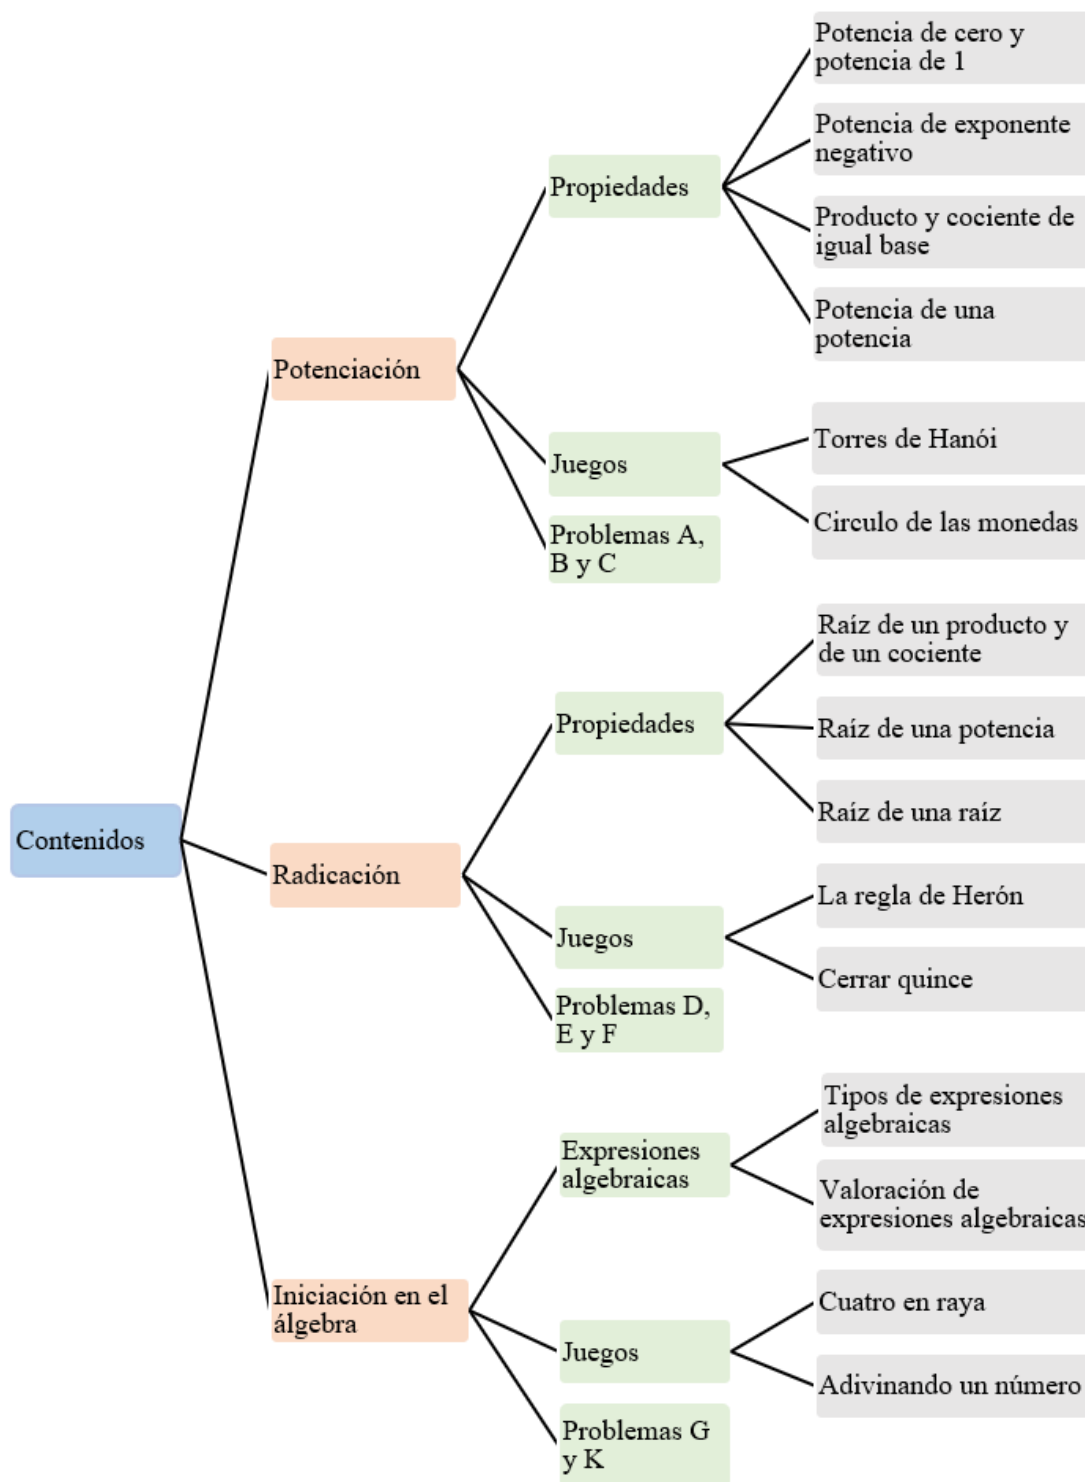 Contenidos
Potenciación
Propiedades
Potencia de cero y
potencia de 1
Potencia de exponente
negativo
Producto y cociente de
igual base
Potencia de una
potencia
Juegos
Torres de Hanói
Circulo de las monedas
Problemas A,
B y C
Radicación
Propiedades
Raíz de un producto y
de un cociente
Raíz de una potencia
Raíz de una raíz
Juegos
La regla de Herón
Cerrar quince
Problemas D,
E y F
Iniciación en el
álgebra
Expresiones
algebraicas
Tipos de expresiones
algebraicas
Valoración de
expresiones algebraicas
Juegos
Cuatro en raya
Adivinando un número
Problemas G
y K